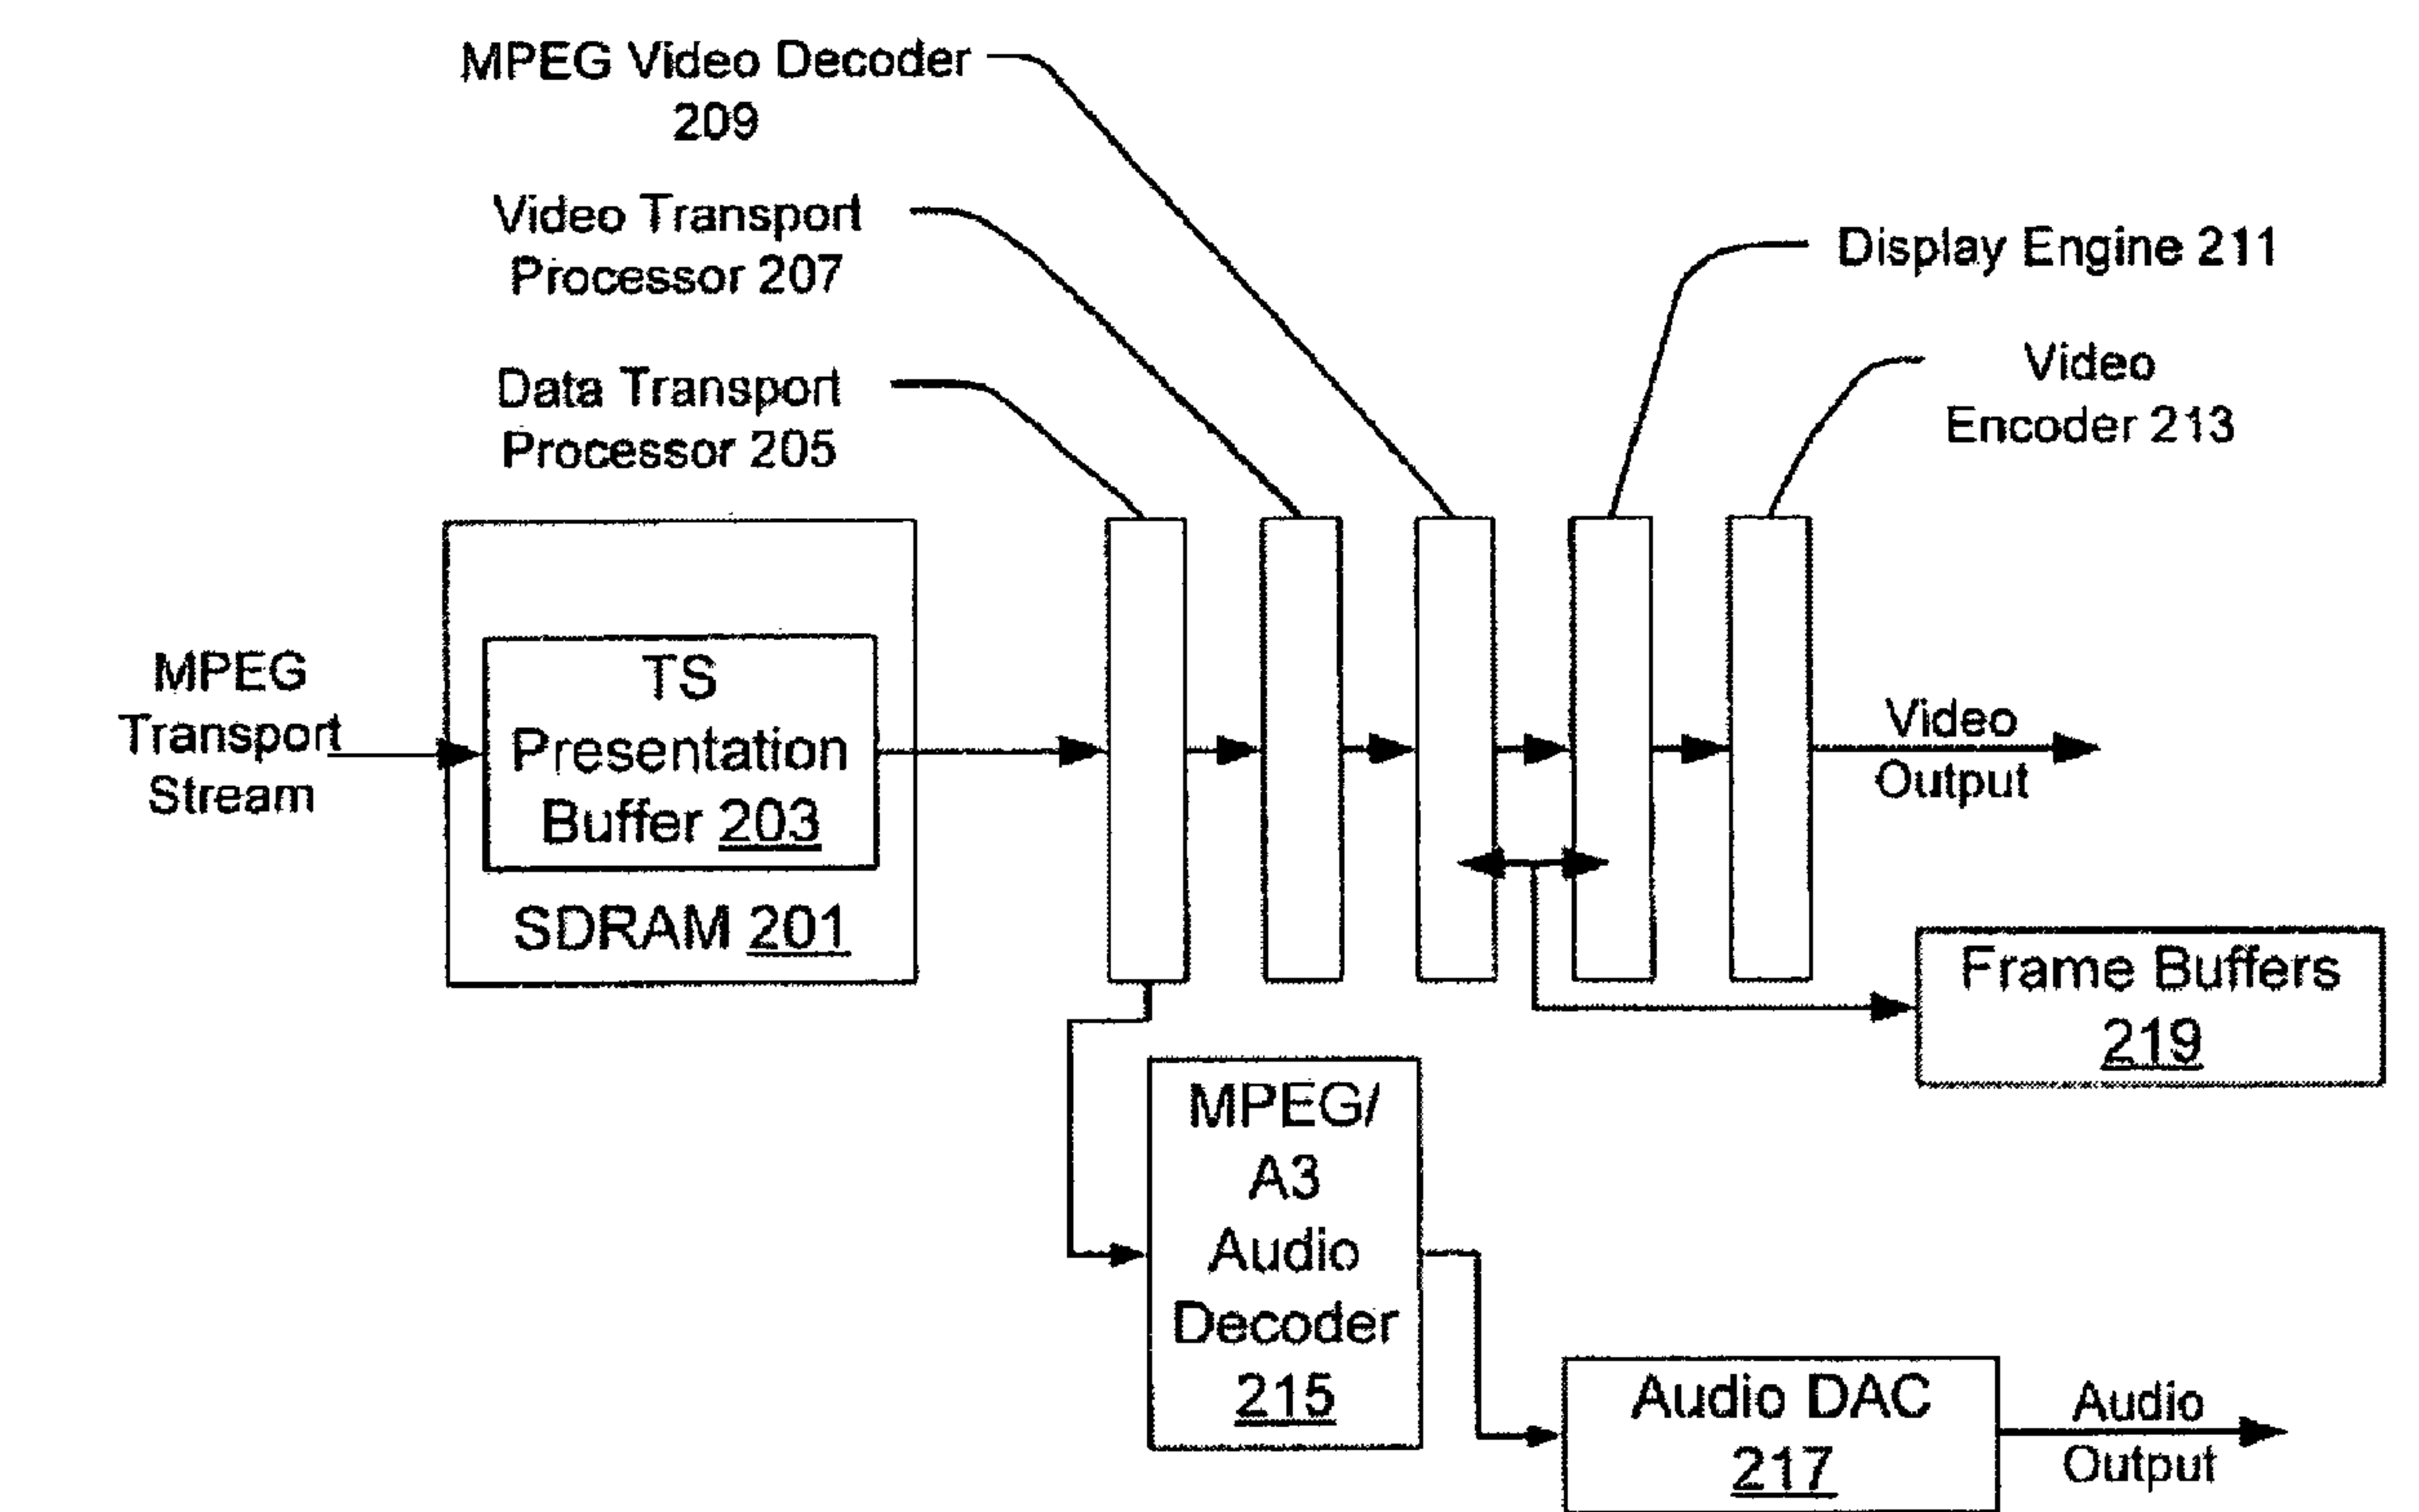 MPEG Video Decoder
209
Video Transport
Processor 207
Data Transport
Processor 205
Display Engine 211
Video
Encoder 213
MPEG
Transport
Stream
TS
Presentation
Buffer 203
SDRAM 201
Video
Output
Frame Buffers
219
MPEG/
A3
Audio
Decoder
215
Audio DAC
217
Audio
Output